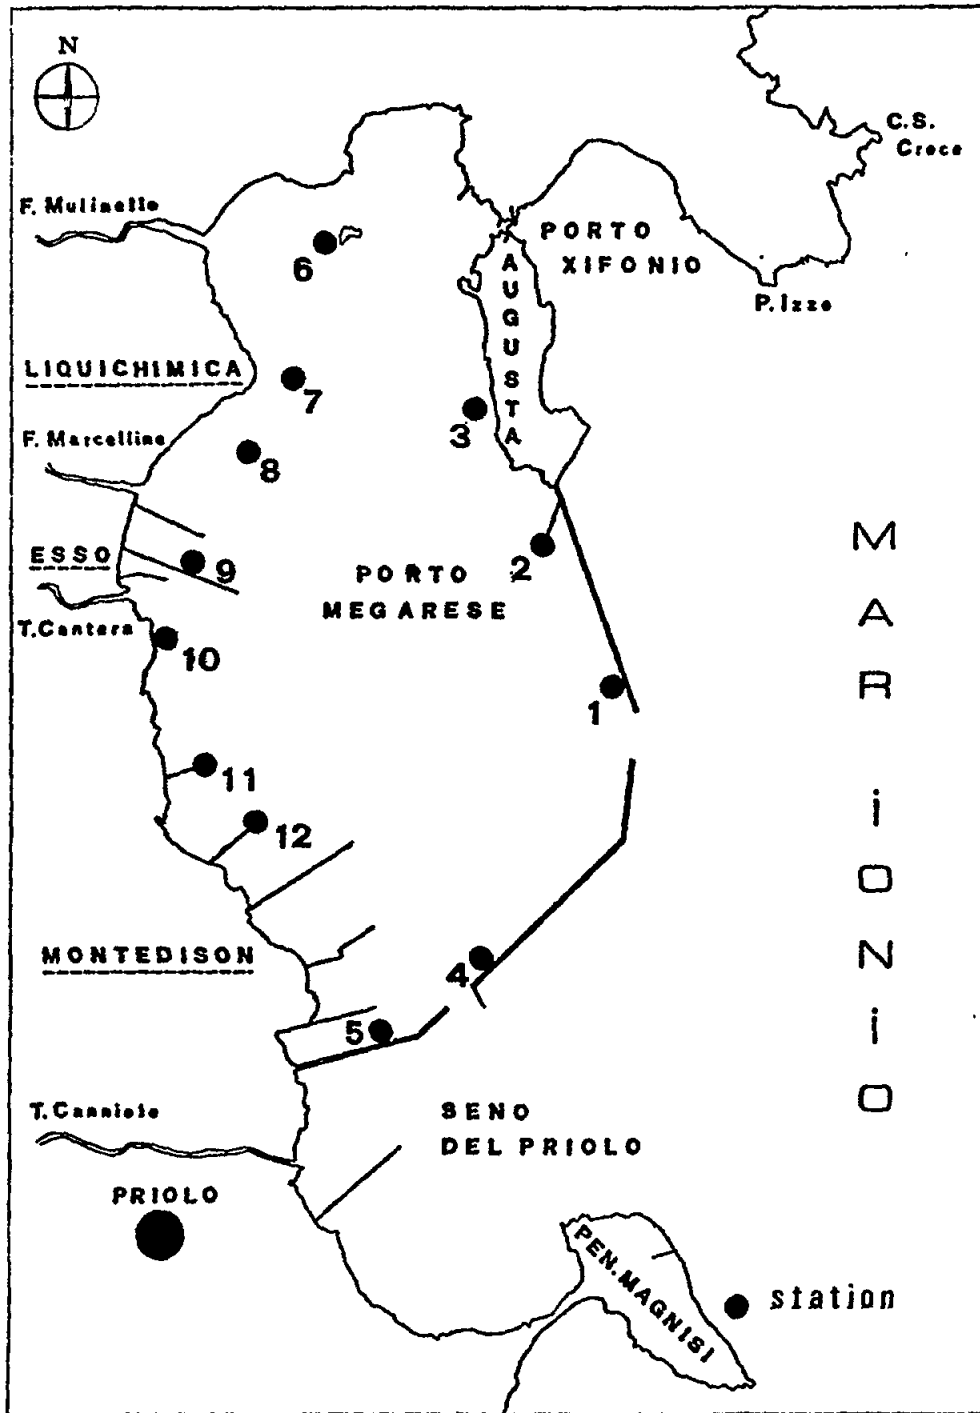 N
C.S.
Croce
F. Mulinello
PORTO
XIFONIO
6
AUGUSTA
P. Izzo
LIQUICHIMICA
7
3
F. Marcellino
8
MAR IONIO
ESSO
9
2
PORTO
MEGARESE
T. Cantera
10
1
11
12
MONTEDISON
4
5
T. Canniolo
SENO
DEL PRIOLO
PRIOLO
PEN. MAGNISI
station